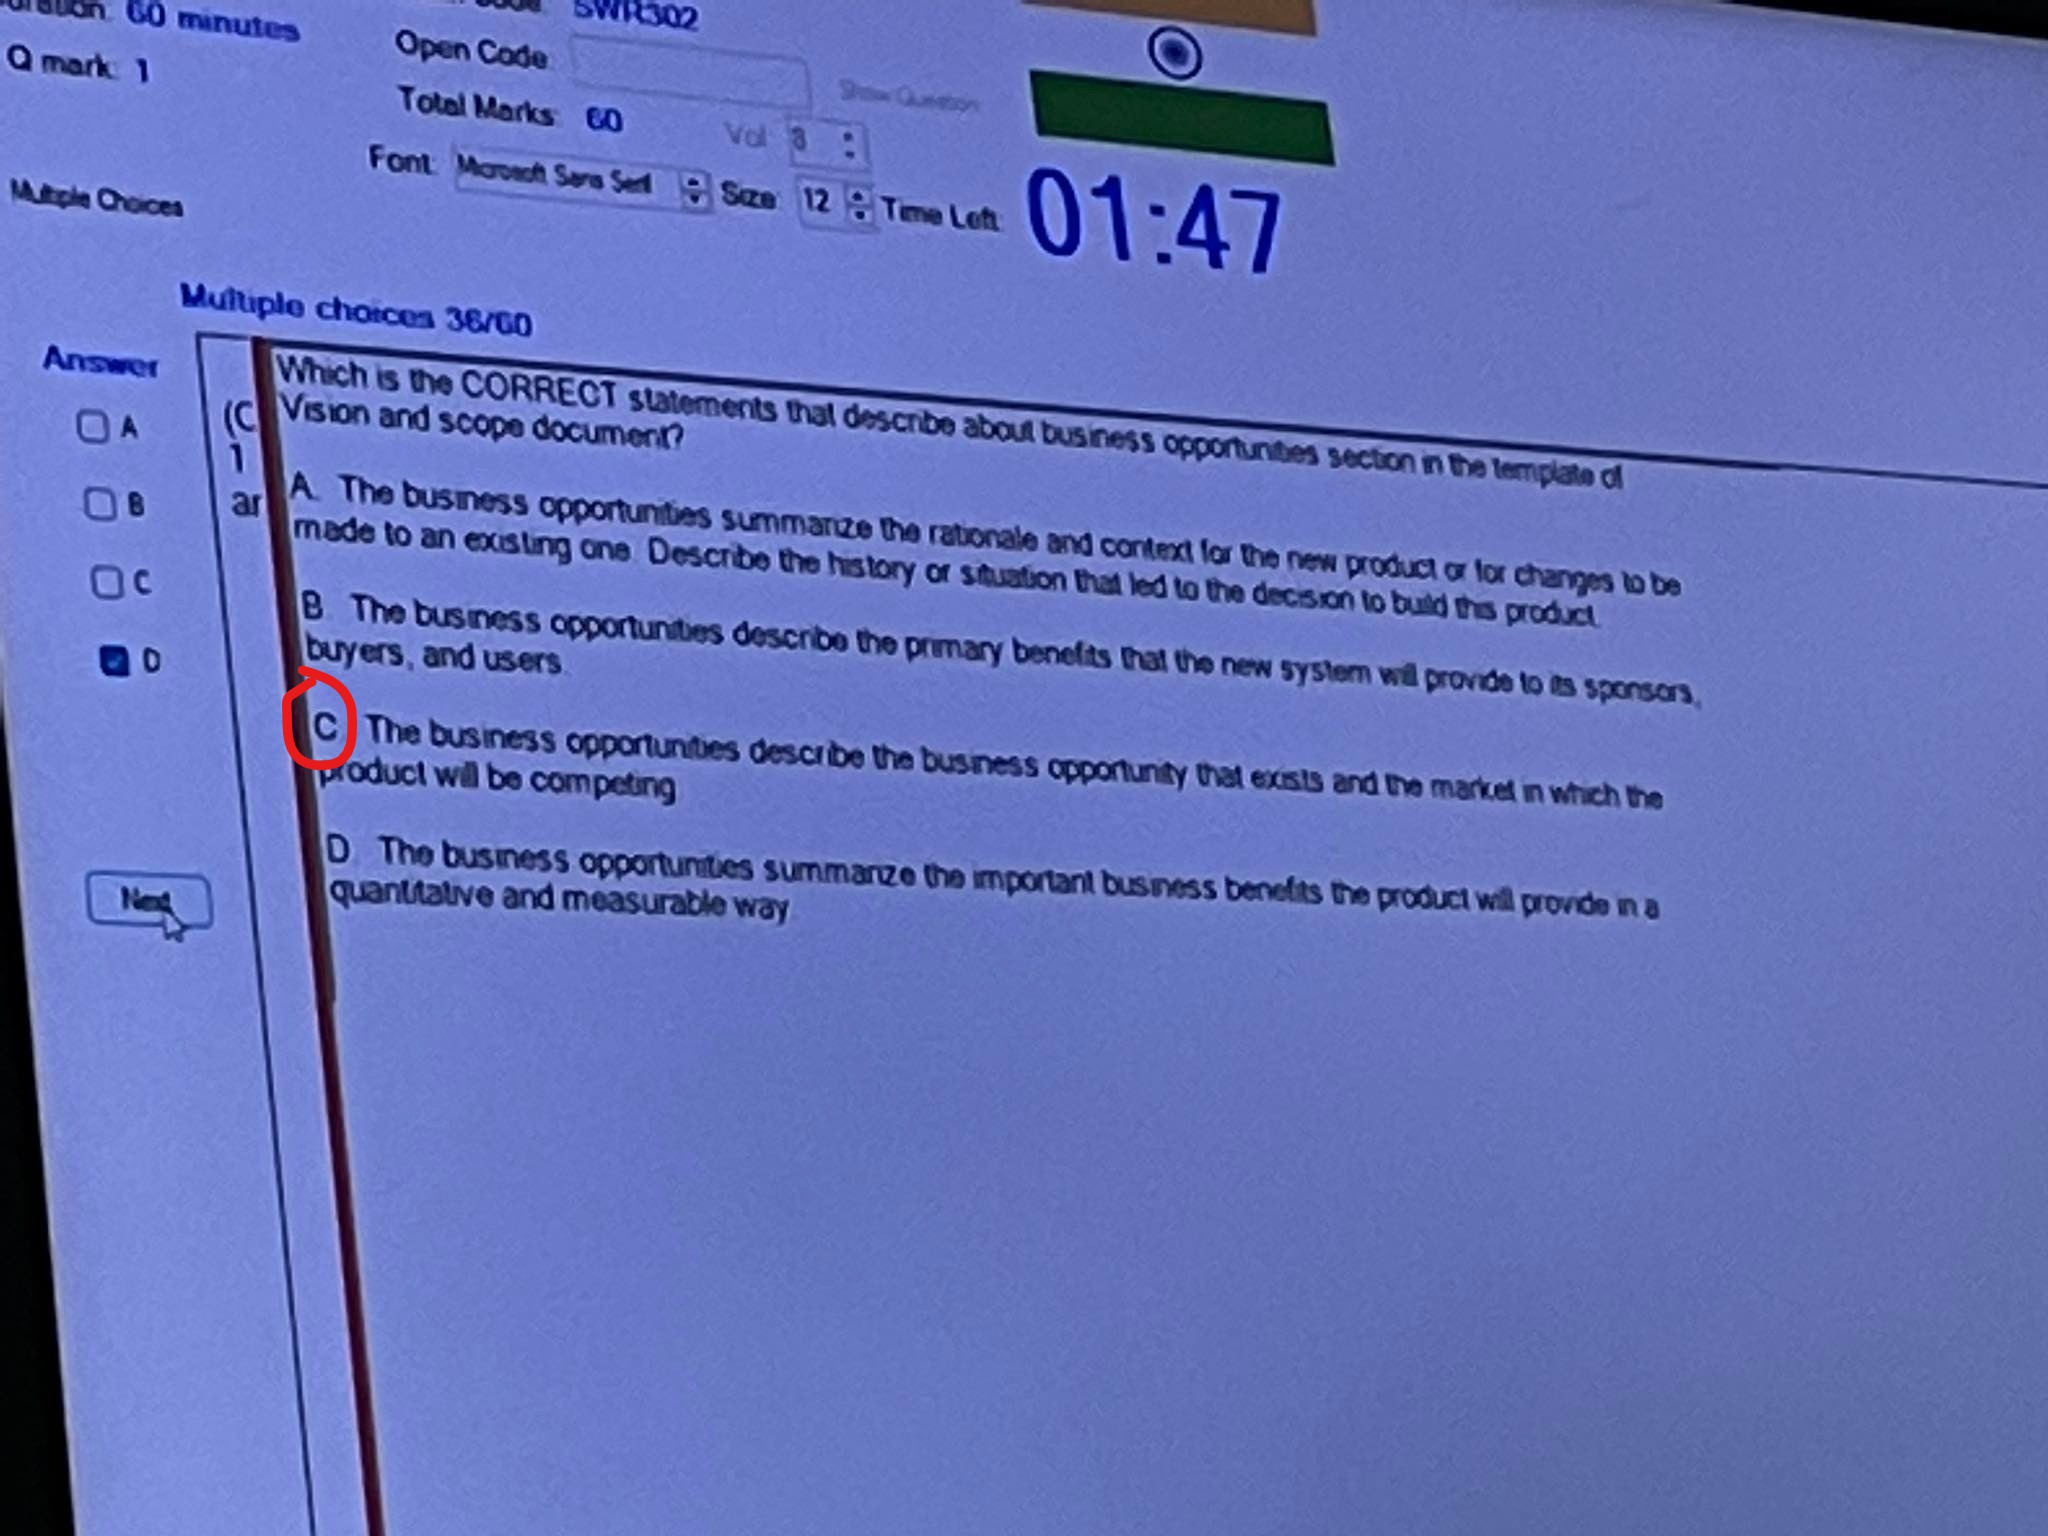 60 minutes
SWR302
Q mark: 1
Open Code
Show Question
Total Marks: 60
Vol 8
Font: Microsoft Sans Serif Size: 12 Time Left: 01:47
Multiple Choices
Multiple choices 36/60
Answer
A
B
C
D
Next
(C
1
ar
Which is the CORRECT statements that describe about business opportunities section in the template of
Vision and scope document?
A. The business opportunities summarize the rationale and context for the new product or for changes to be
made to an existing one. Describe the history or situation that led to the decision to build this product.
B. The business opportunities describe the primary benefits that the new system will provide to its sponsors,
buyers, and users.
C. The business opportunities describe the business opportunity that exists and the market in which the
product will be competing
D. The business opportunities summarize the important business benefits the product will provide in a
quantitative and measurable way